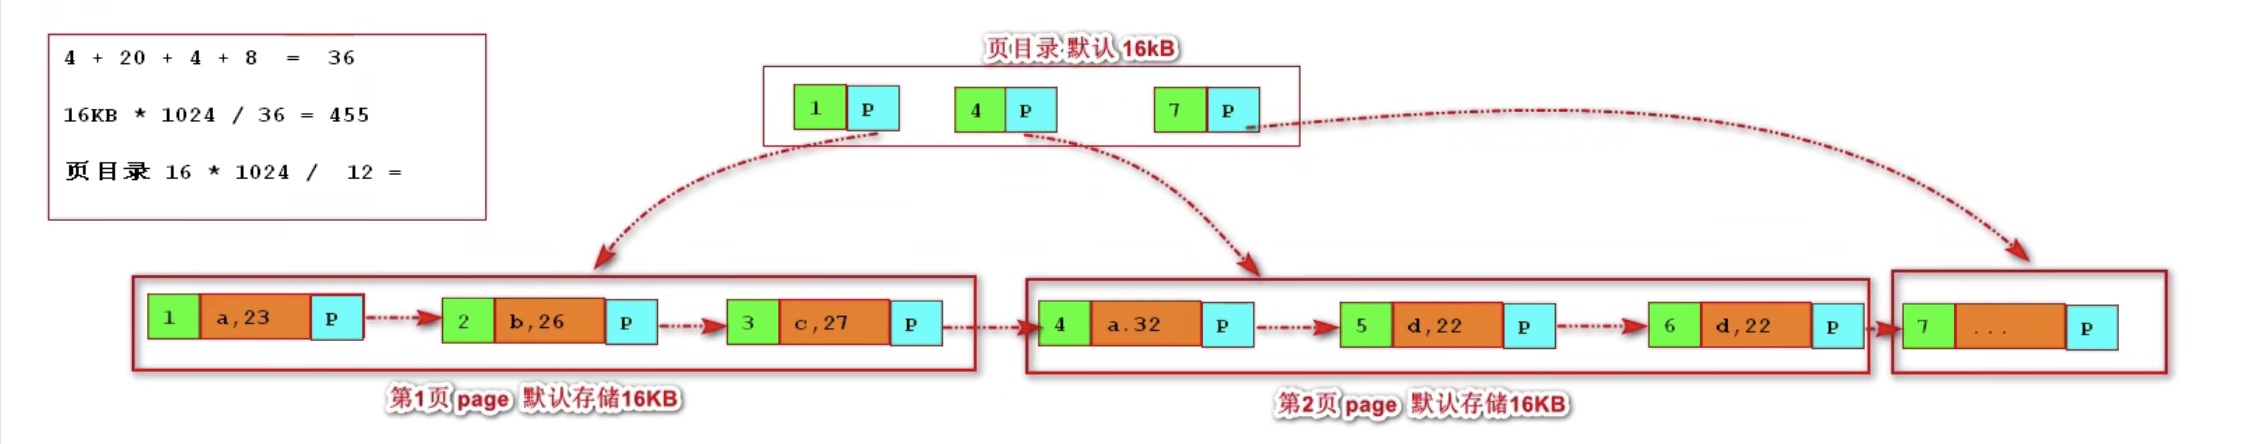 4 + 20 + 4 + 8 = 36
16KB * 1024 / 36 = 455
页目录 16 * 1024 / 12 =
页目录 默认 16kB
1 P 4 P 7 P
1 a,23 P 2 b,26 P 3 c,27 P 4 a.32 P 5 d,22 P 6 d,22 P 7 ... P
第1页 page 默认存储16KB
第2页 page 默认存储16KB